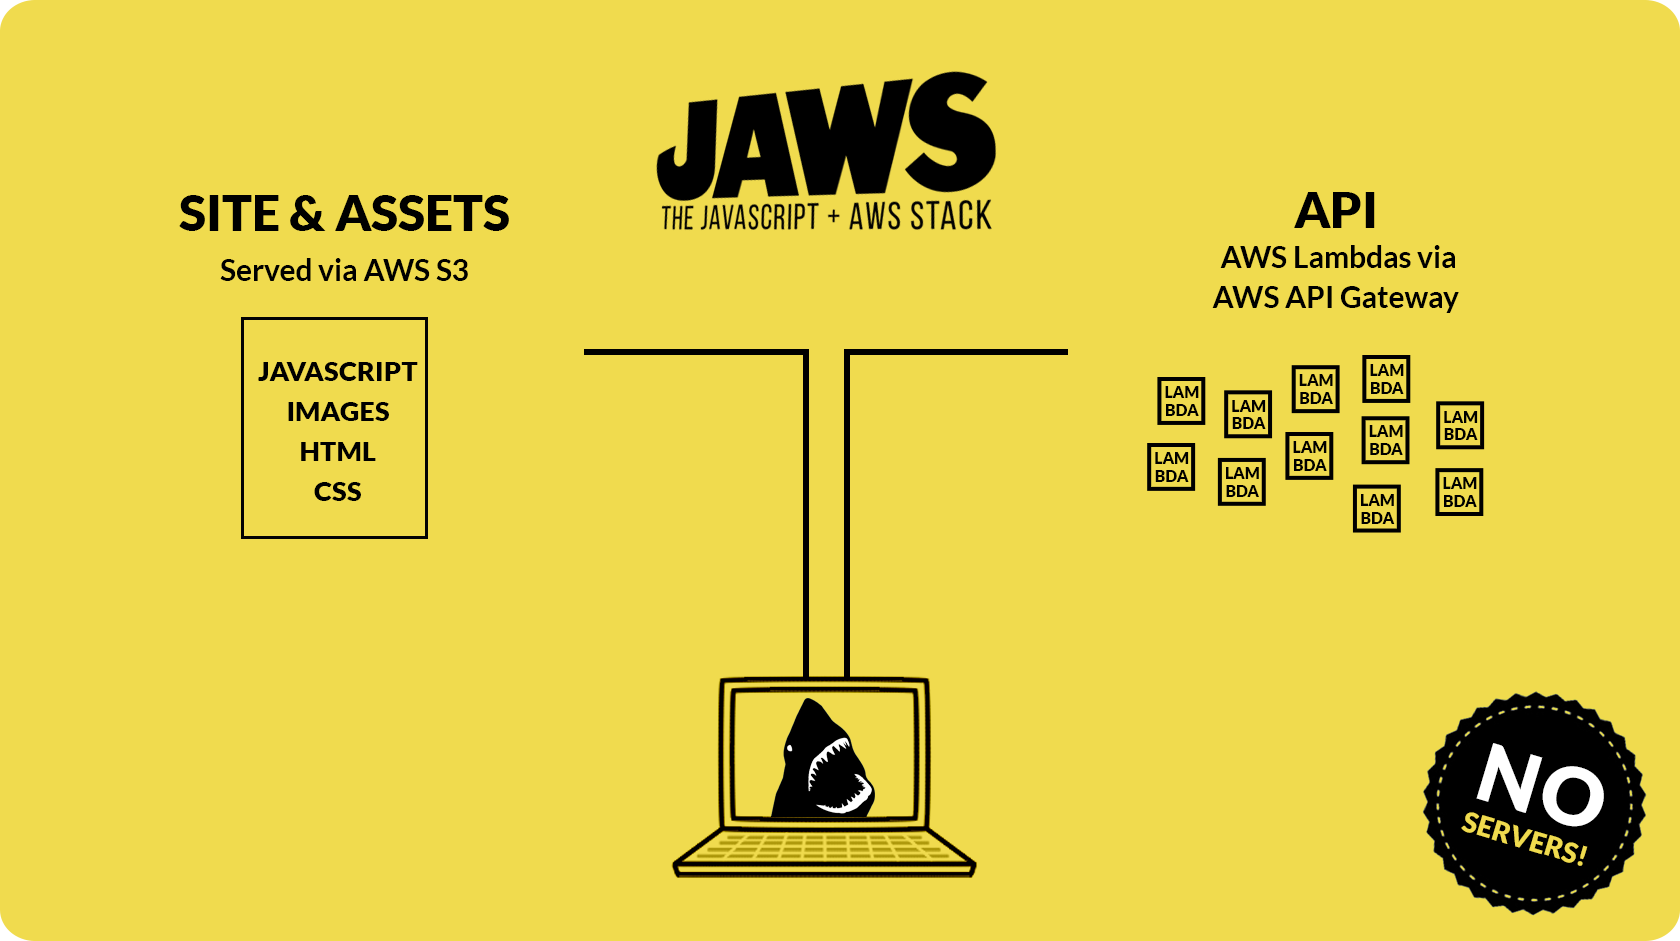 JAWS
THE JAVASCRIPT + AWS STACK
SITE & ASSETS
Served via AWS S3
JAVASCRIPT
IMAGES
HTML
CSS
API
AWS Lambdas via
AWS API Gateway
LAM
BDA
LAM
BDA
LAM
BDA
LAM
BDA
LAM
BDA
LAM
BDA
LAM
BDA
LAM
BDA
LAM
BDA
LAM
BDA
LAM
BDA
NO
SERVERS!